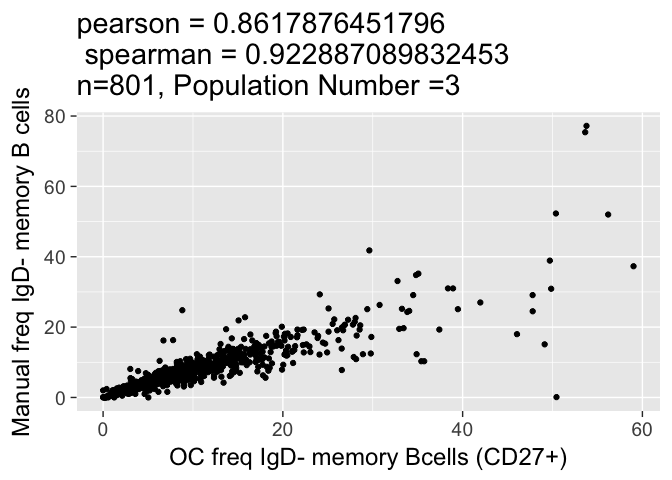 pearson = 0.8617876451796
spearman = 0.922887089832453
n=801, Population Number =3
Manual freq IgD- memory B cells
80
60
40
20
0
0 20 40 60
OC freq IgD- memory Bcells (CD27+)